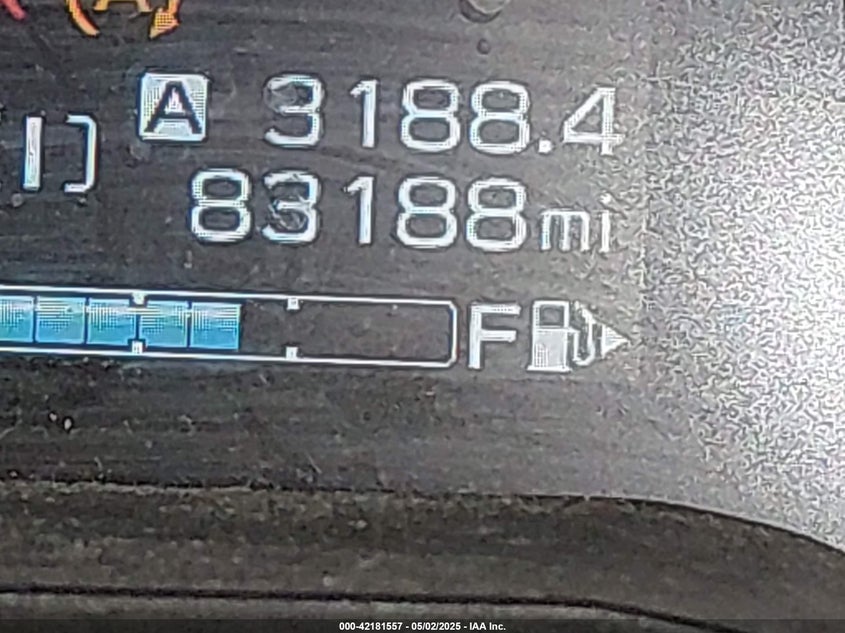 A 3188.4
83188mi
F
000-42181557 - 05/02/2025 - IAA Inc.